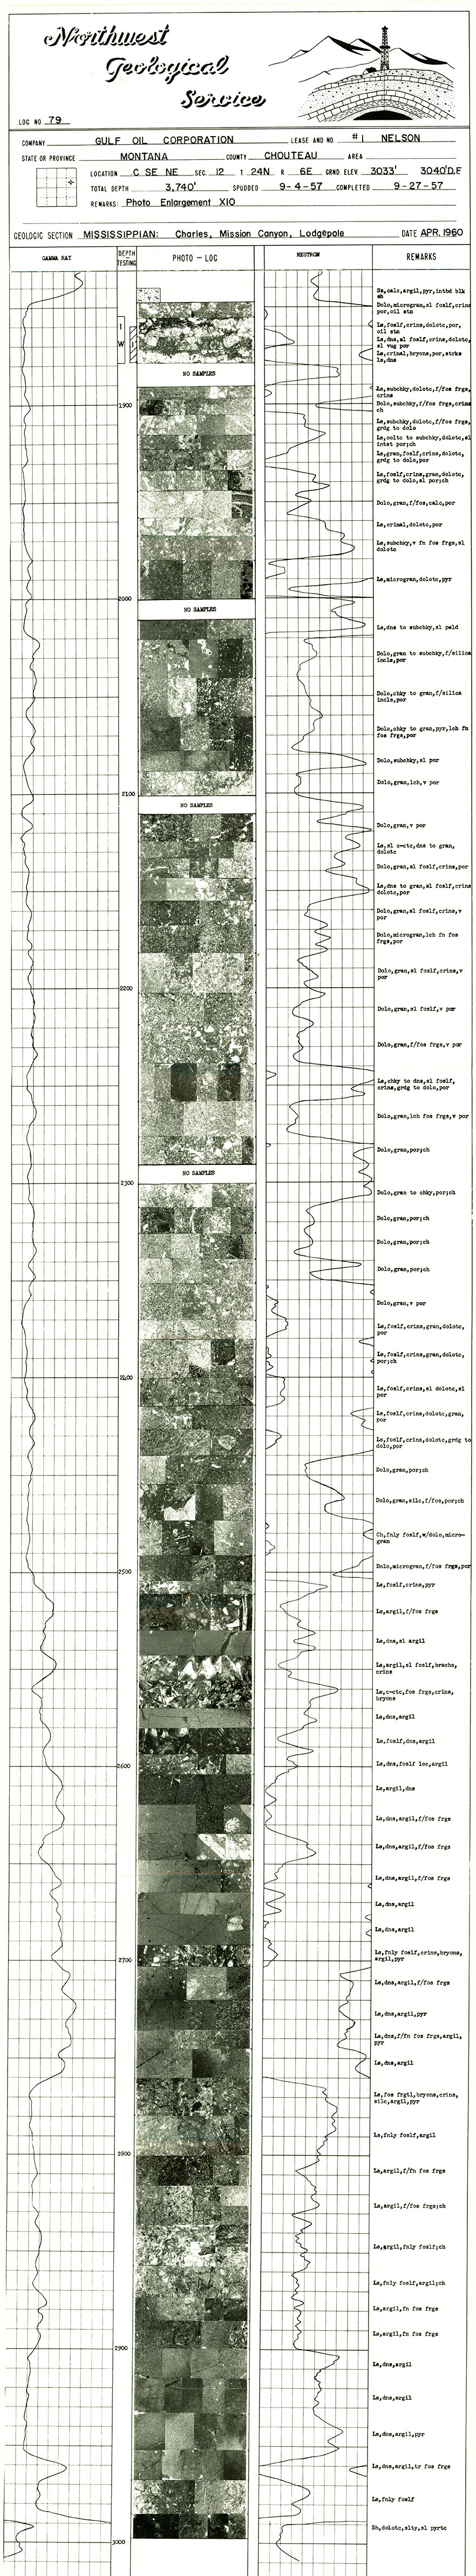 Northwest
Geological
Service
LOG NO. 79
COMPANY GULF OIL CORPORATION LEASE AND NO. #1 NELSON
STATE OR PROVINCE MONTANA COUNTY CHOUTEAU AREA
LOCATION C SE NE SEC. 12 T 24N R 6E GRND ELEV. 3033' 3040'D.F.
TOTAL DEPTH 3,740' SPUDDED 9-4-57 COMPLETED 9-27-57
REMARKS: Photo Enlargement X10
GEOLOGIC SECTION MISSISSIPPIAN: Charles, Mission Canyon, Lodgepole DATE APR. 1960
GAMMA RAY DEPTH TESTING PHOTO - LOG NEUTRON REMARKS
Ss,calc,argil,pyr,intbd blk
sh
Dolo,microgran,sl foslf,crins
por,oil stn
Ls,foslf,crins,dolotc,por,
oil stn
Ls,dns,sl foslf,crins,dolotc,
sl vug por
Ls,crinal,bryons,por,strks
ls,dns
NO SAMPLES
Ls,subchky,dolotc,f/fos frgs,
crins
1900
Dolo,subchky,f/fos frgs,crins
ch
Ls,subchky,dolotc,f/fos frgs,
grdg to dolo
Ls,ooltc to subchky,dolotc,sl
intst por;ch
Ls,gran,foslf,crins,dolotc,
grdg to dolo,por
Ls,foslf,crins,gran,dolotc,
grdg to dolo,sl por;ch
Dolo,gran,f/fos,calc,por
Ls,crinal,dolotc,por
Ls,subchky,v fn fos frgs,sl
dolotc
Ls,microgran,dolotc,pyr
2000
NO SAMPLES
Ls,dns to subchky,sl peld
Dolo,gran to subchky,f/silica
incls,por
Dolo,chky to gran,f/silica
incls,por
Dolo,chky to gran,pyr,lch fn
fos frgs,por
Dolo,subchky,sl por
Dolo,gran,lch,v por
2100
NO SAMPLES
Dolo,gran,v por
Ls,sl c-ctc,dns to gran,
dolotc
Dolo,gran,sl foslf,crins,por
Ls,dns to gran,sl foslf,crins
dolotc,por
Dolo,gran,sl foslf,crins,v
por
Dolo,microgran,lch fn fos
frgs,por
Dolo,gran,sl foslf,crins,v
por
2200
Dolo,gran,sl foslf,v por
Dolo,gran,f/fos frgs,v por
Ls,chky to dns,sl foslf,
crins,grdg to dolo,por
Dolo,gran,lch fos frgs,v por
Dolo,gran,por;ch
NO SAMPLES
2300
Dolo,gran to chky,por;ch
Dolo,gran,por;ch
Dolo,gran,por;ch
Dolo,gran,por;ch
Dolo,gran,v por
Ls,foslf,crins,gran,dolotc,
por
Ls,foslf,crins,gran,dolotc,
por;ch
2400
Ls,foslf,crins,sl dolotc,sl
por
Ls,foslf,crins,dolotc,gran,
por
Ls,foslf,crins,dolotc,grdg to
dolo,por
Dolo,gran,por;ch
Dolo,gran,silc,f/fos,por;ch
Ch,fnly foslf,w/dolo,micro-
gran
Dolo,microgran,f/fos frgs,por
2500
Ls,foslf,crins,pyr
Ls,argil,f/fos frgs
Ls,dns,sl argil
Ls,argil,sl foslf,brachs,
crins
Ls,c-ctc,fos frgs,crins,
bryons
Ls,dns,argil
Ls,foslf,dns,argil
2600
Ls,dns,foslf loc,argil
Ls,argil,dns
Ls,dns,argil,f/fos frgs
Ls,dns,argil,f/fos frgs
Ls,dns,argil,f/fos frgs
Ls,dns,argil
Ls,dns,argil
2700
Ls,fnly foslf,crins,bryons,
argil,pyr
Ls,dns,argil,f/fos frgs
Ls,dns,argil,pyr
Ls,dns,f/fn fos frgs,argil,
pyr
Ls,dns,argil
Ls,fos frgtl,bryons,crins,
silc,argil,pyr
Ls,fnly foslf,argil
2800
Ls,argil,f/fn fos frgs
Ls,argil,f/fos frgs;ch
Ls,argil,fnly foslf;ch
Ls,fnly foslf,argil;ch
Ls,argil,fn fos frgs
Ls,argil,fn fos frgs
2900
Ls,dns,argil
Ls,dns,argil
Ls,dns,argil,pyr
Ls,dns,argil,tr fos frgs
Ls,fnly foslf
Sh,dolotc,slty,sl pyrtc
3000